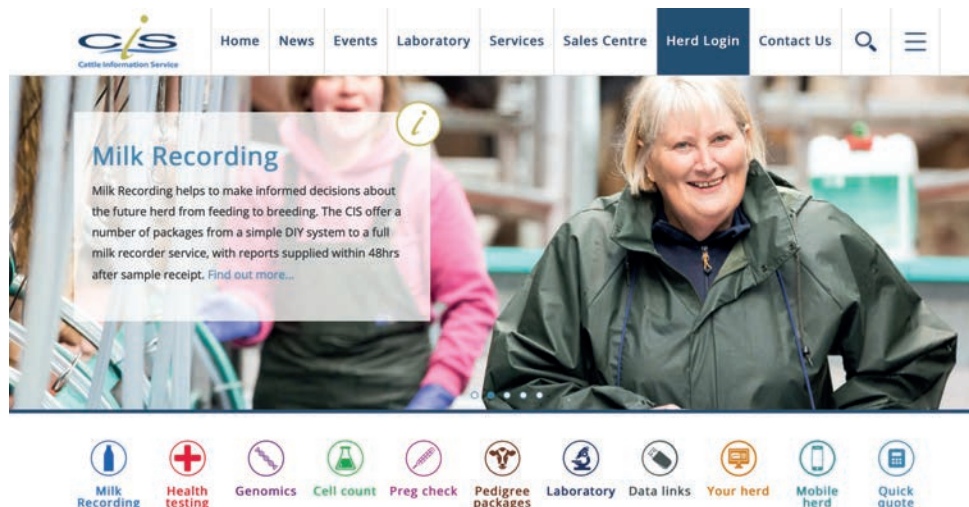 cis
Cattle Information Service
Home News Events Laboratory Services Sales Centre Herd Login Contact Us
i
Milk Recording
Milk Recording helps to make informed decisions about
the future herd from feeding to breeding. The CIS offer a
number of packages from a simple DIY system to a full
milk recorder service, with reports supplied within 48hrs
after sample receipt. Find out more...
Milk
Recording
Health
testing
Genomics
Cell count
Preg check
Pedigree
packages
Laboratory
Data links
Your herd
Mobile
herd
Quick
quote